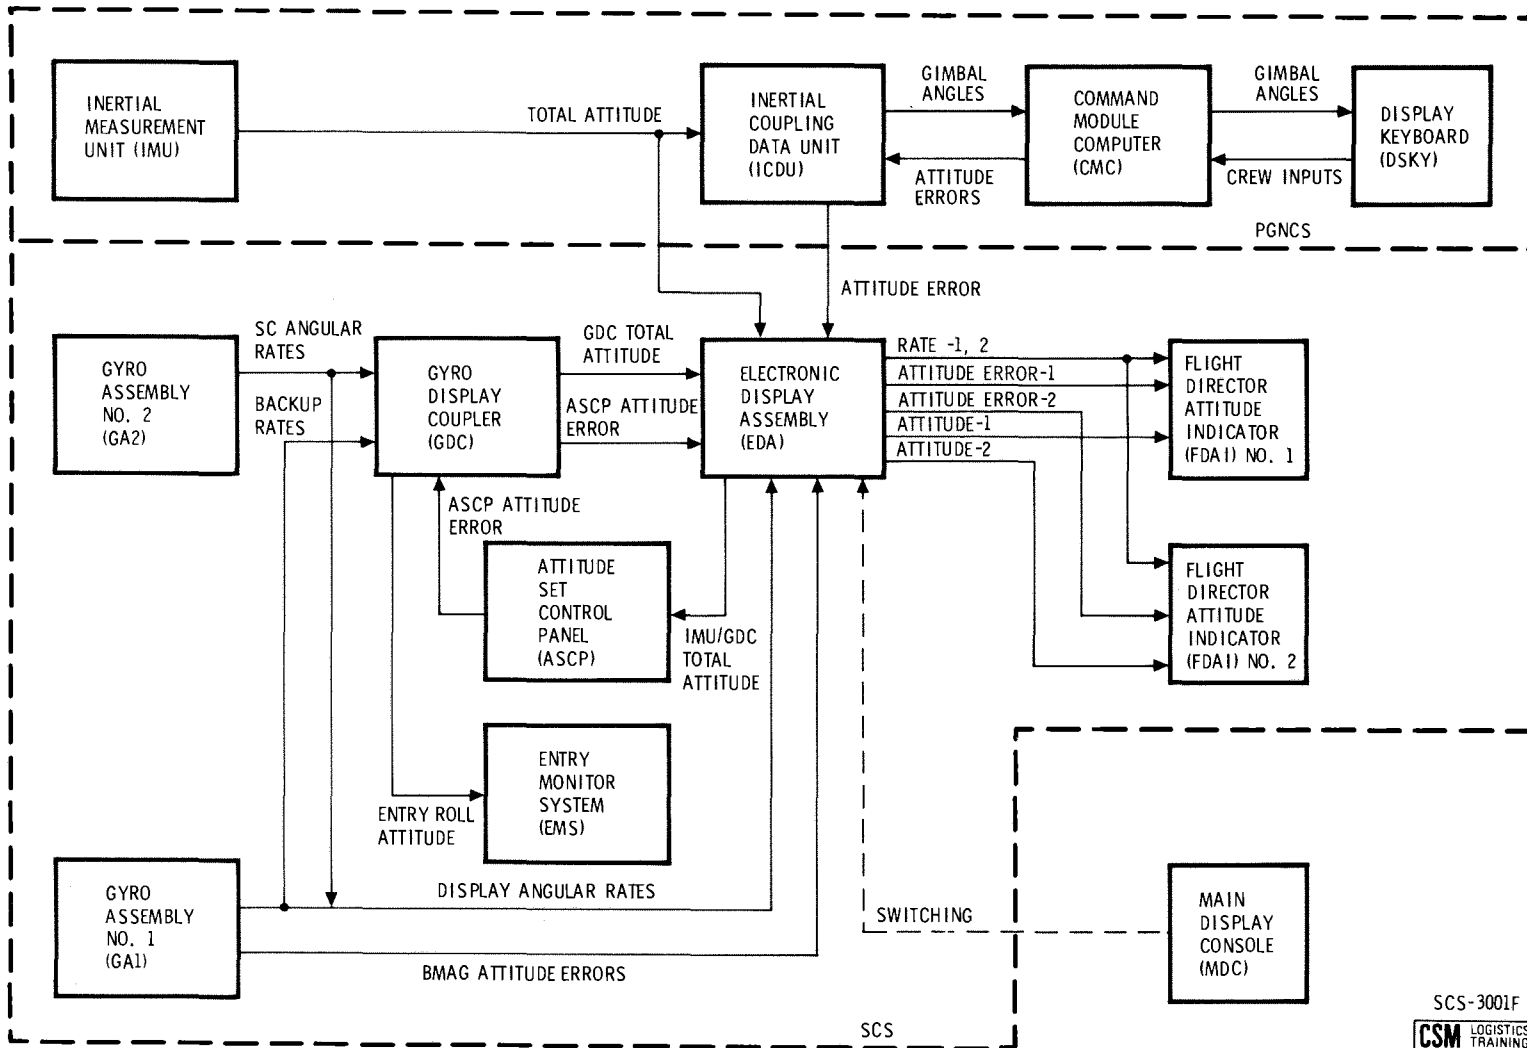 INERTIAL
MEASUREMENT
UNIT (IMU)
TOTAL ATTITUDE
INERTIAL
COUPLING
DATA UNIT
(ICDU)
GIMBAL
ANGLES
ATTITUDE
ERRORS
COMMAND
MODULE
COMPUTER
(CMC)
GIMBAL
ANGLES
CREW INPUTS
DISPLAY
KEYBOARD
(DSKY)
PGNCS
ATTITUDE ERROR
GYRO
ASSEMBLY
NO. 2
(GA2)
SC ANGULAR
RATES
BACKUP
RATES
GYRO
DISPLAY
COUPLER
(GDC)
GDC TOTAL
ATTITUDE
ASCP ATTITUDE
ERROR
ELECTRONIC
DISPLAY
ASSEMBLY
(EDA)
RATE -1, 2
ATTITUDE ERROR-1
ATTITUDE ERROR-2
ATTITUDE-1
ATTITUDE-2
FLIGHT
DIRECTOR
ATTITUDE
INDICATOR
(FDAI) NO. 1
ASCP ATTITUDE
ERROR
ATTITUDE
SET
CONTROL
PANEL
(ASCP)
IMU/GDC
TOTAL
ATTITUDE
FLIGHT
DIRECTOR
ATTITUDE
INDICATOR
(FDAI) NO. 2
ENTRY
MONITOR
SYSTEM
(EMS)
ENTRY ROLL
ATTITUDE
GYRO
ASSEMBLY
NO. 1
(GA1)
DISPLAY ANGULAR RATES
BMAG ATTITUDE ERRORS
SWITCHING
MAIN
DISPLAY
CONSOLE
(MDC)
SCS
SCS-3001F
CSM LOGISTICS
TRAINING